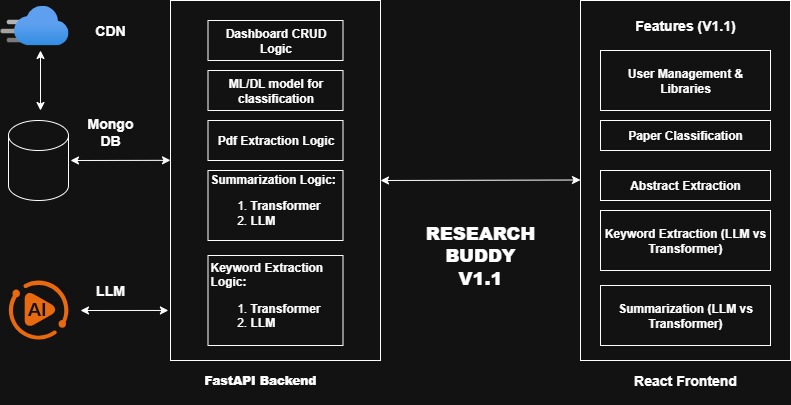 CDN
Mongo
DB
LLM
AI
Dashboard CRUD
Logic
ML/DL model for
classification
Pdf Extraction Logic
Summarization Logic:
1. Transformer
2. LLM
Keyword Extraction
Logic:
1. Transformer
2. LLM
FastAPI Backend
RESEARCH
BUDDY
V1.1
Features (V1.1)
User Management &
Libraries
Paper Classification
Abstract Extraction
Keyword Extraction (LLM vs
Transformer)
Summarization (LLM vs
Transformer)
React Frontend